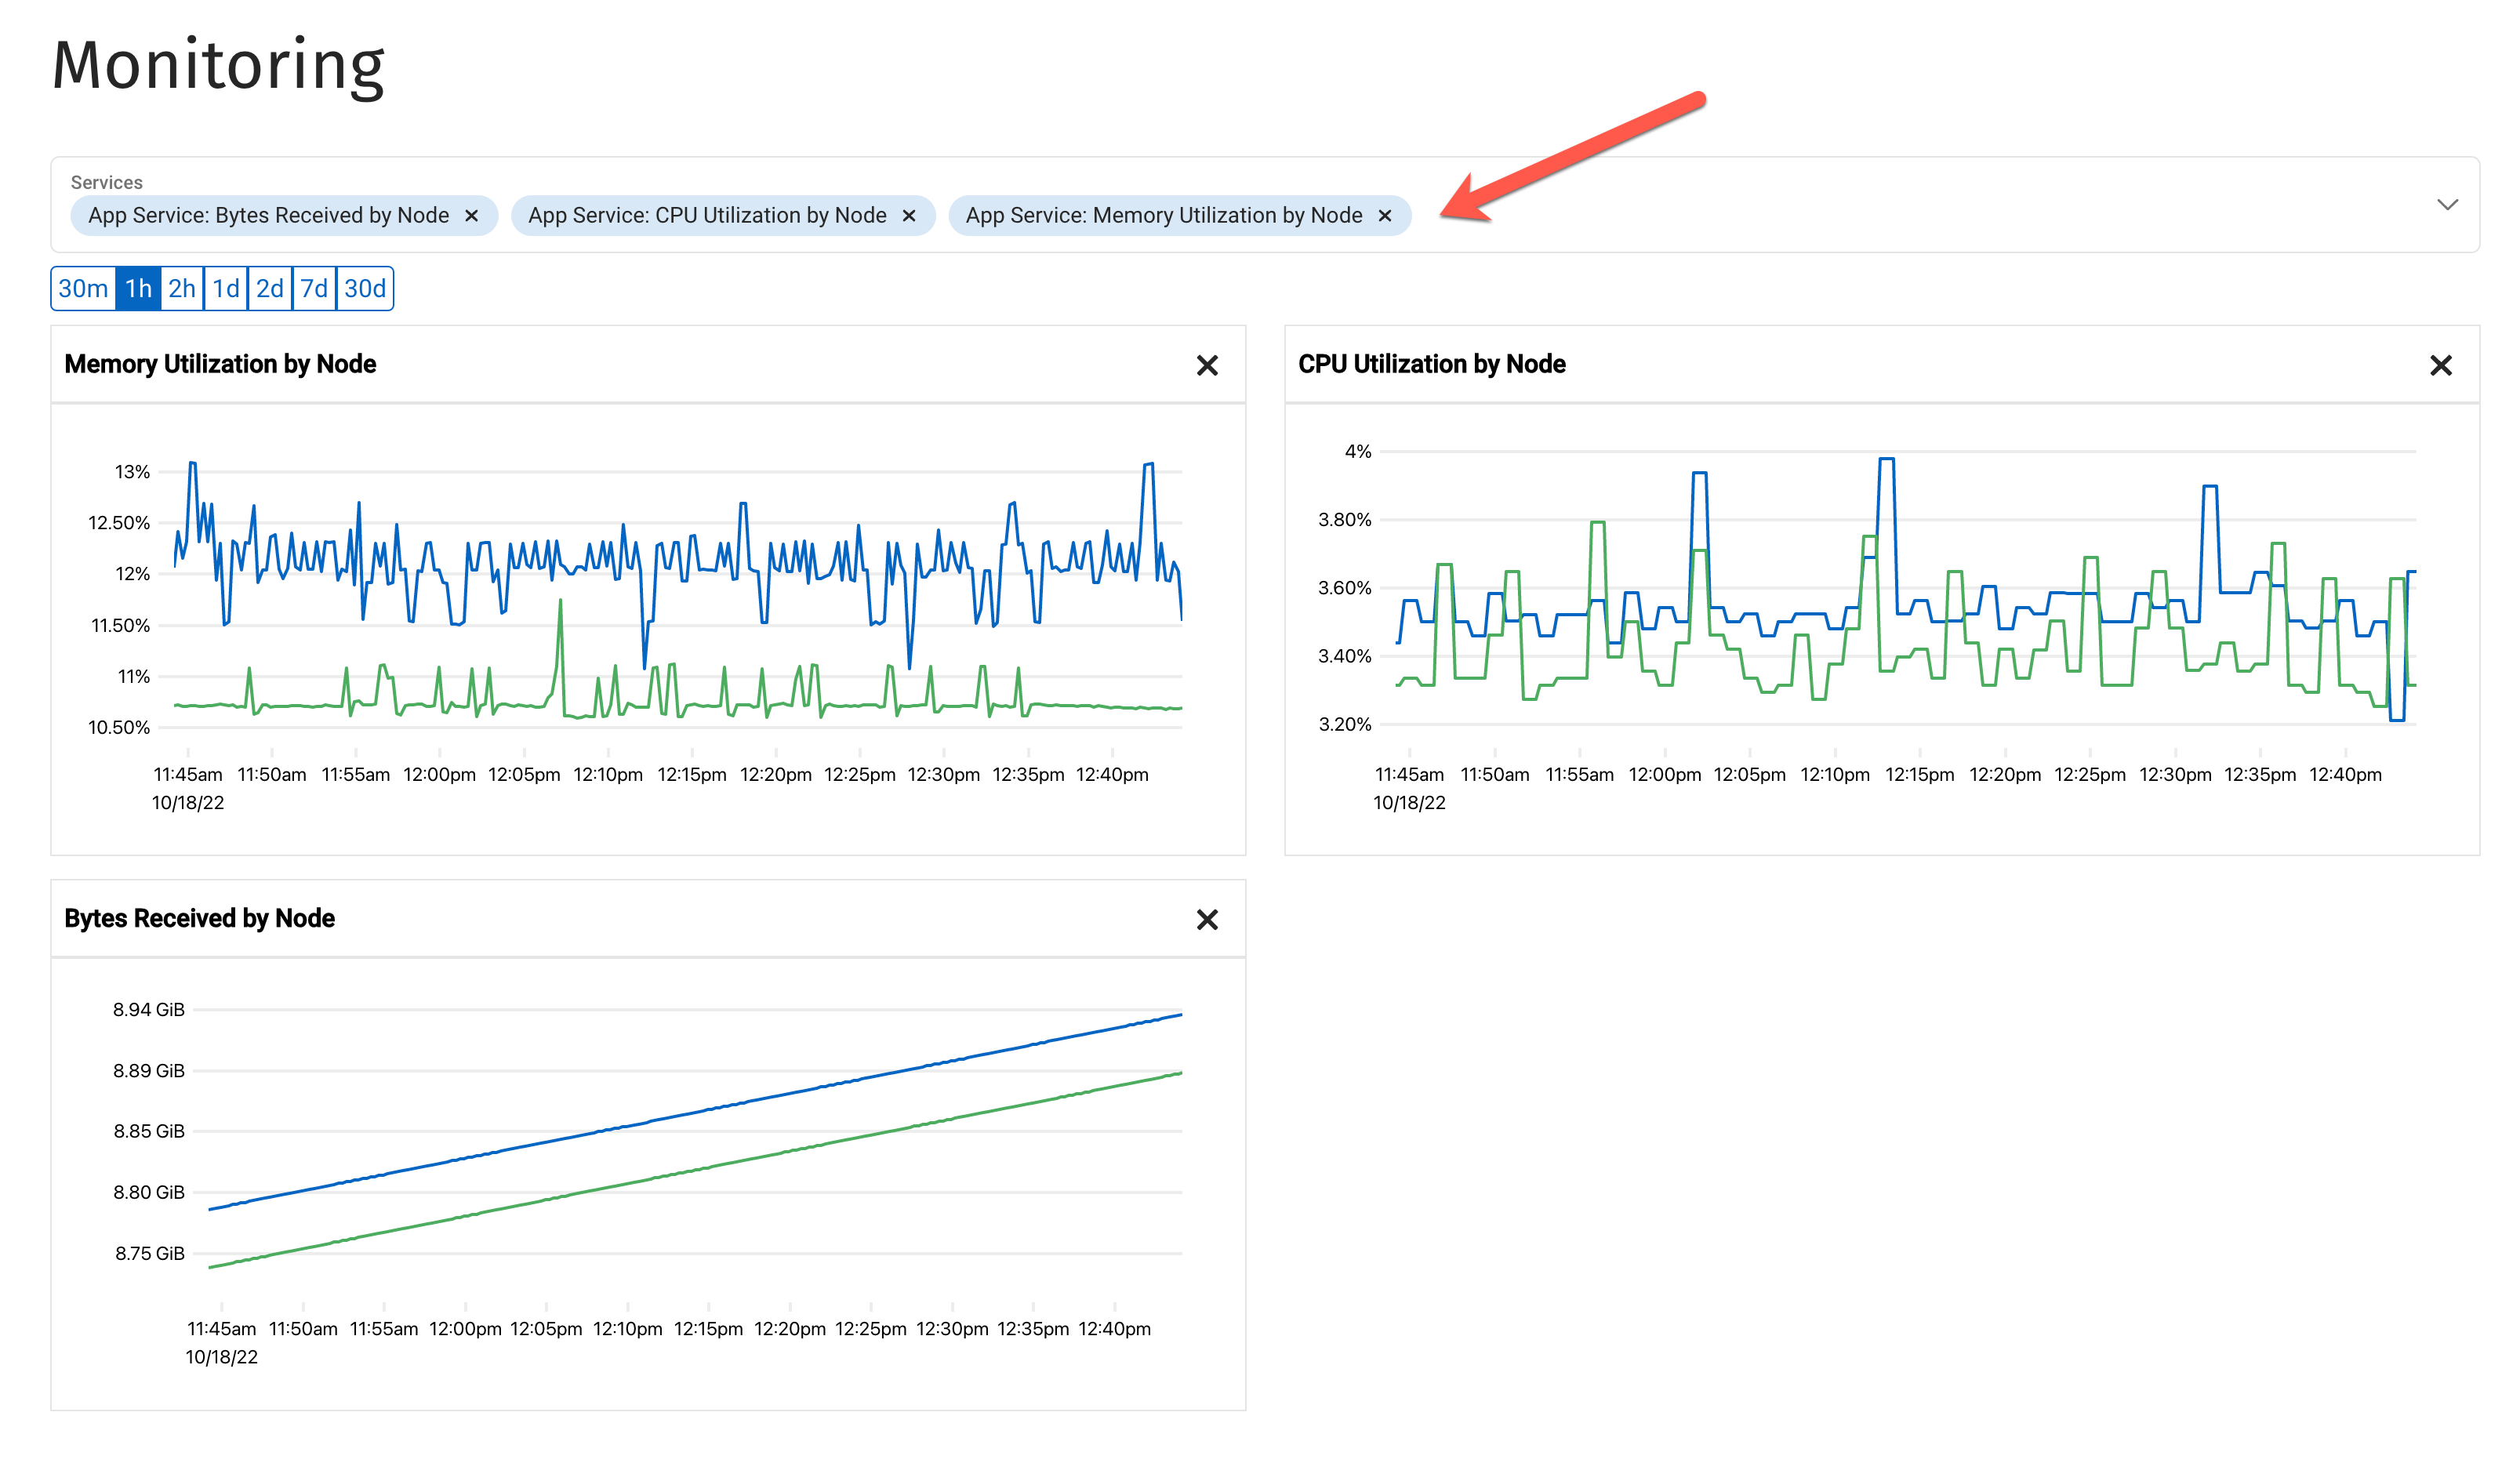 Monitoring
Services
App Service: Bytes Received by Node ✕ App Service: CPU Utilization by Node ✕ App Service: Memory Utilization by Node ✕
30m 1h 2h 1d 2d 7d 30d
Memory Utilization by Node
13%
12.50%
12%
11.50%
11%
10.50%
11:45am 11:50am 11:55am 12:00pm 12:05pm 12:10pm 12:15pm 12:20pm 12:25pm 12:30pm 12:35pm 12:40pm
10/18/22
CPU Utilization by Node
4%
3.80%
3.60%
3.40%
3.20%
11:45am 11:50am 11:55am 12:00pm 12:05pm 12:10pm 12:15pm 12:20pm 12:25pm 12:30pm 12:35pm 12:40pm
10/18/22
Bytes Received by Node
8.94 GiB
8.89 GiB
8.85 GiB
8.80 GiB
8.75 GiB
11:45am 11:50am 11:55am 12:00pm 12:05pm 12:10pm 12:15pm 12:20pm 12:25pm 12:30pm 12:35pm 12:40pm
10/18/22